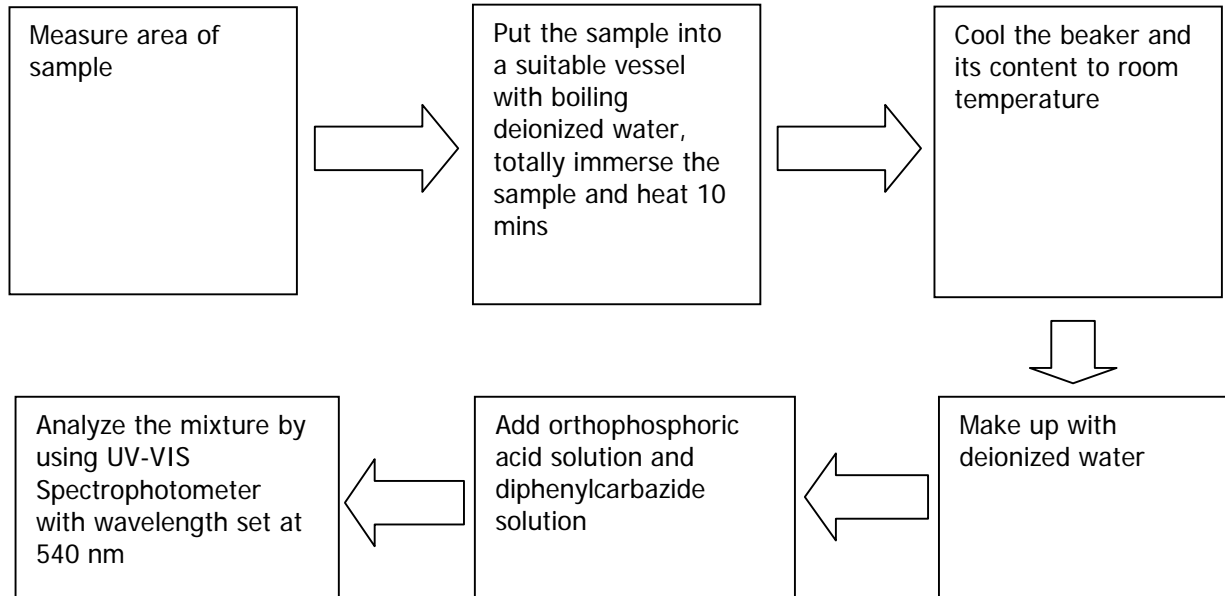 Measure area of
sample
Put the sample into
a suitable vessel
with boiling
deionized water,
totally immerse the
sample and heat 10
mins
Cool the beaker and
its content to room
temperature
Make up with
deionized water
Add orthophosphoric
acid solution and
diphenylcarbazide
solution
Analyze the mixture by
using UV-VIS
Spectrophotometer
with wavelength set at
540 nm